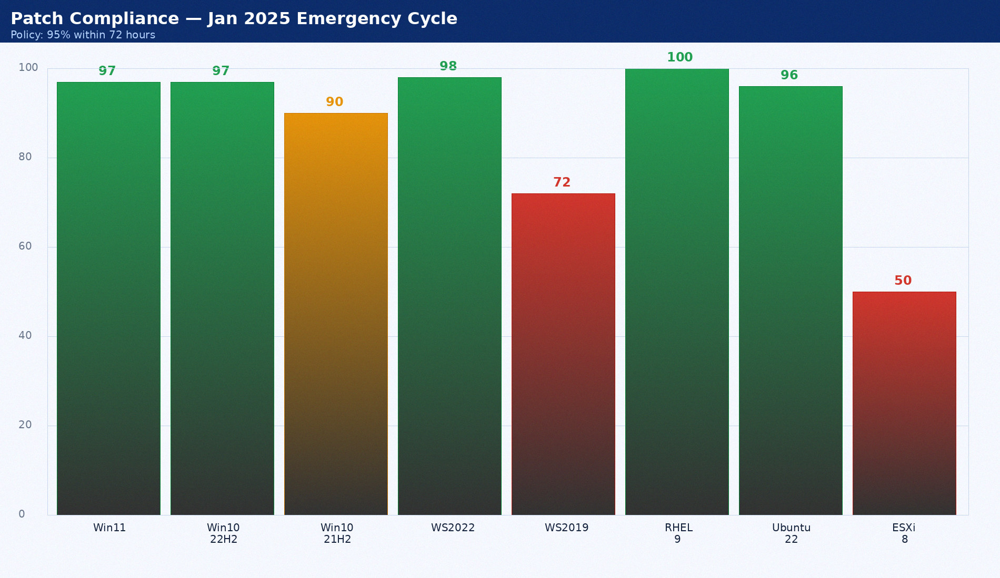 Patch Compliance — Jan 2025 Emergency Cycle
Policy: 95% within 72 hours
100
80
60
40
20
0
97
97
90
98
72
100
96
50
Win11
Win10
22H2
Win10
21H2
WS2022
WS2019
RHEL
9
Ubuntu
22
ESXi
8